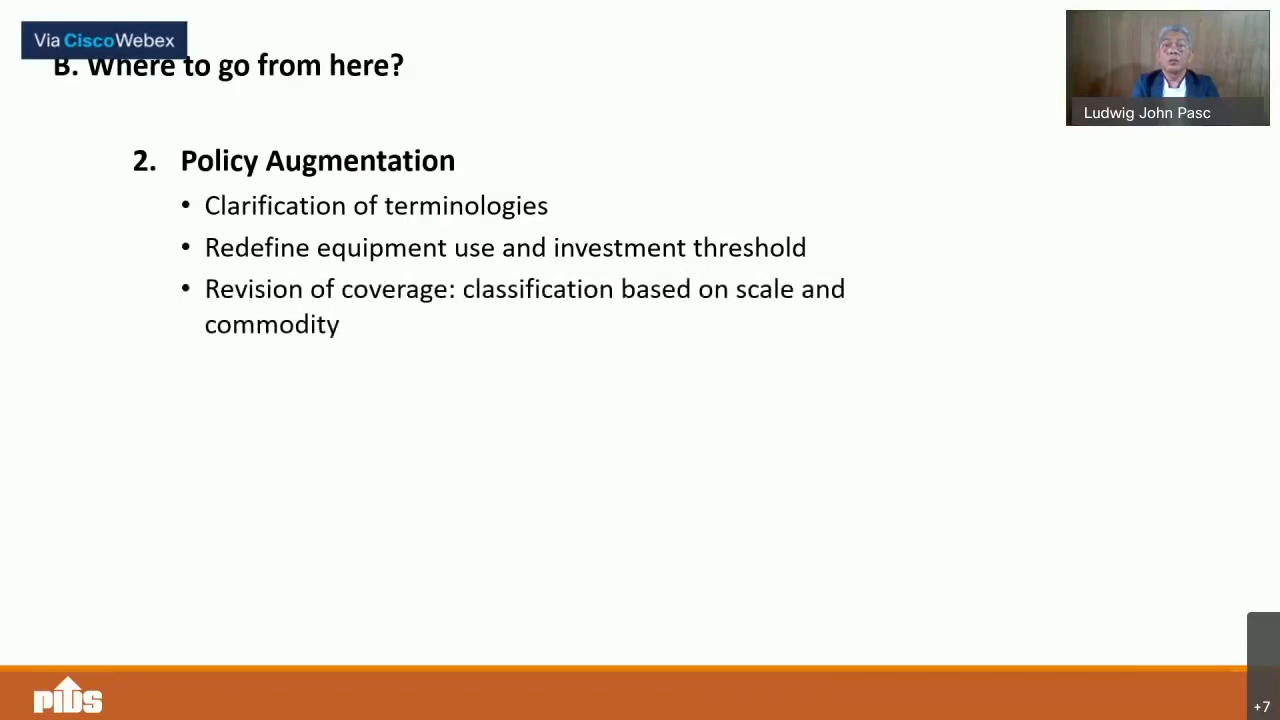 Via CiscoWebex
B. Where to go from here?
Ludwig John Pasc
2. Policy Augmentation
• Clarification of terminologies
• Redefine equipment use and investment threshold
• Revision of coverage: classification based on scale and
commodity
PIDS
+7